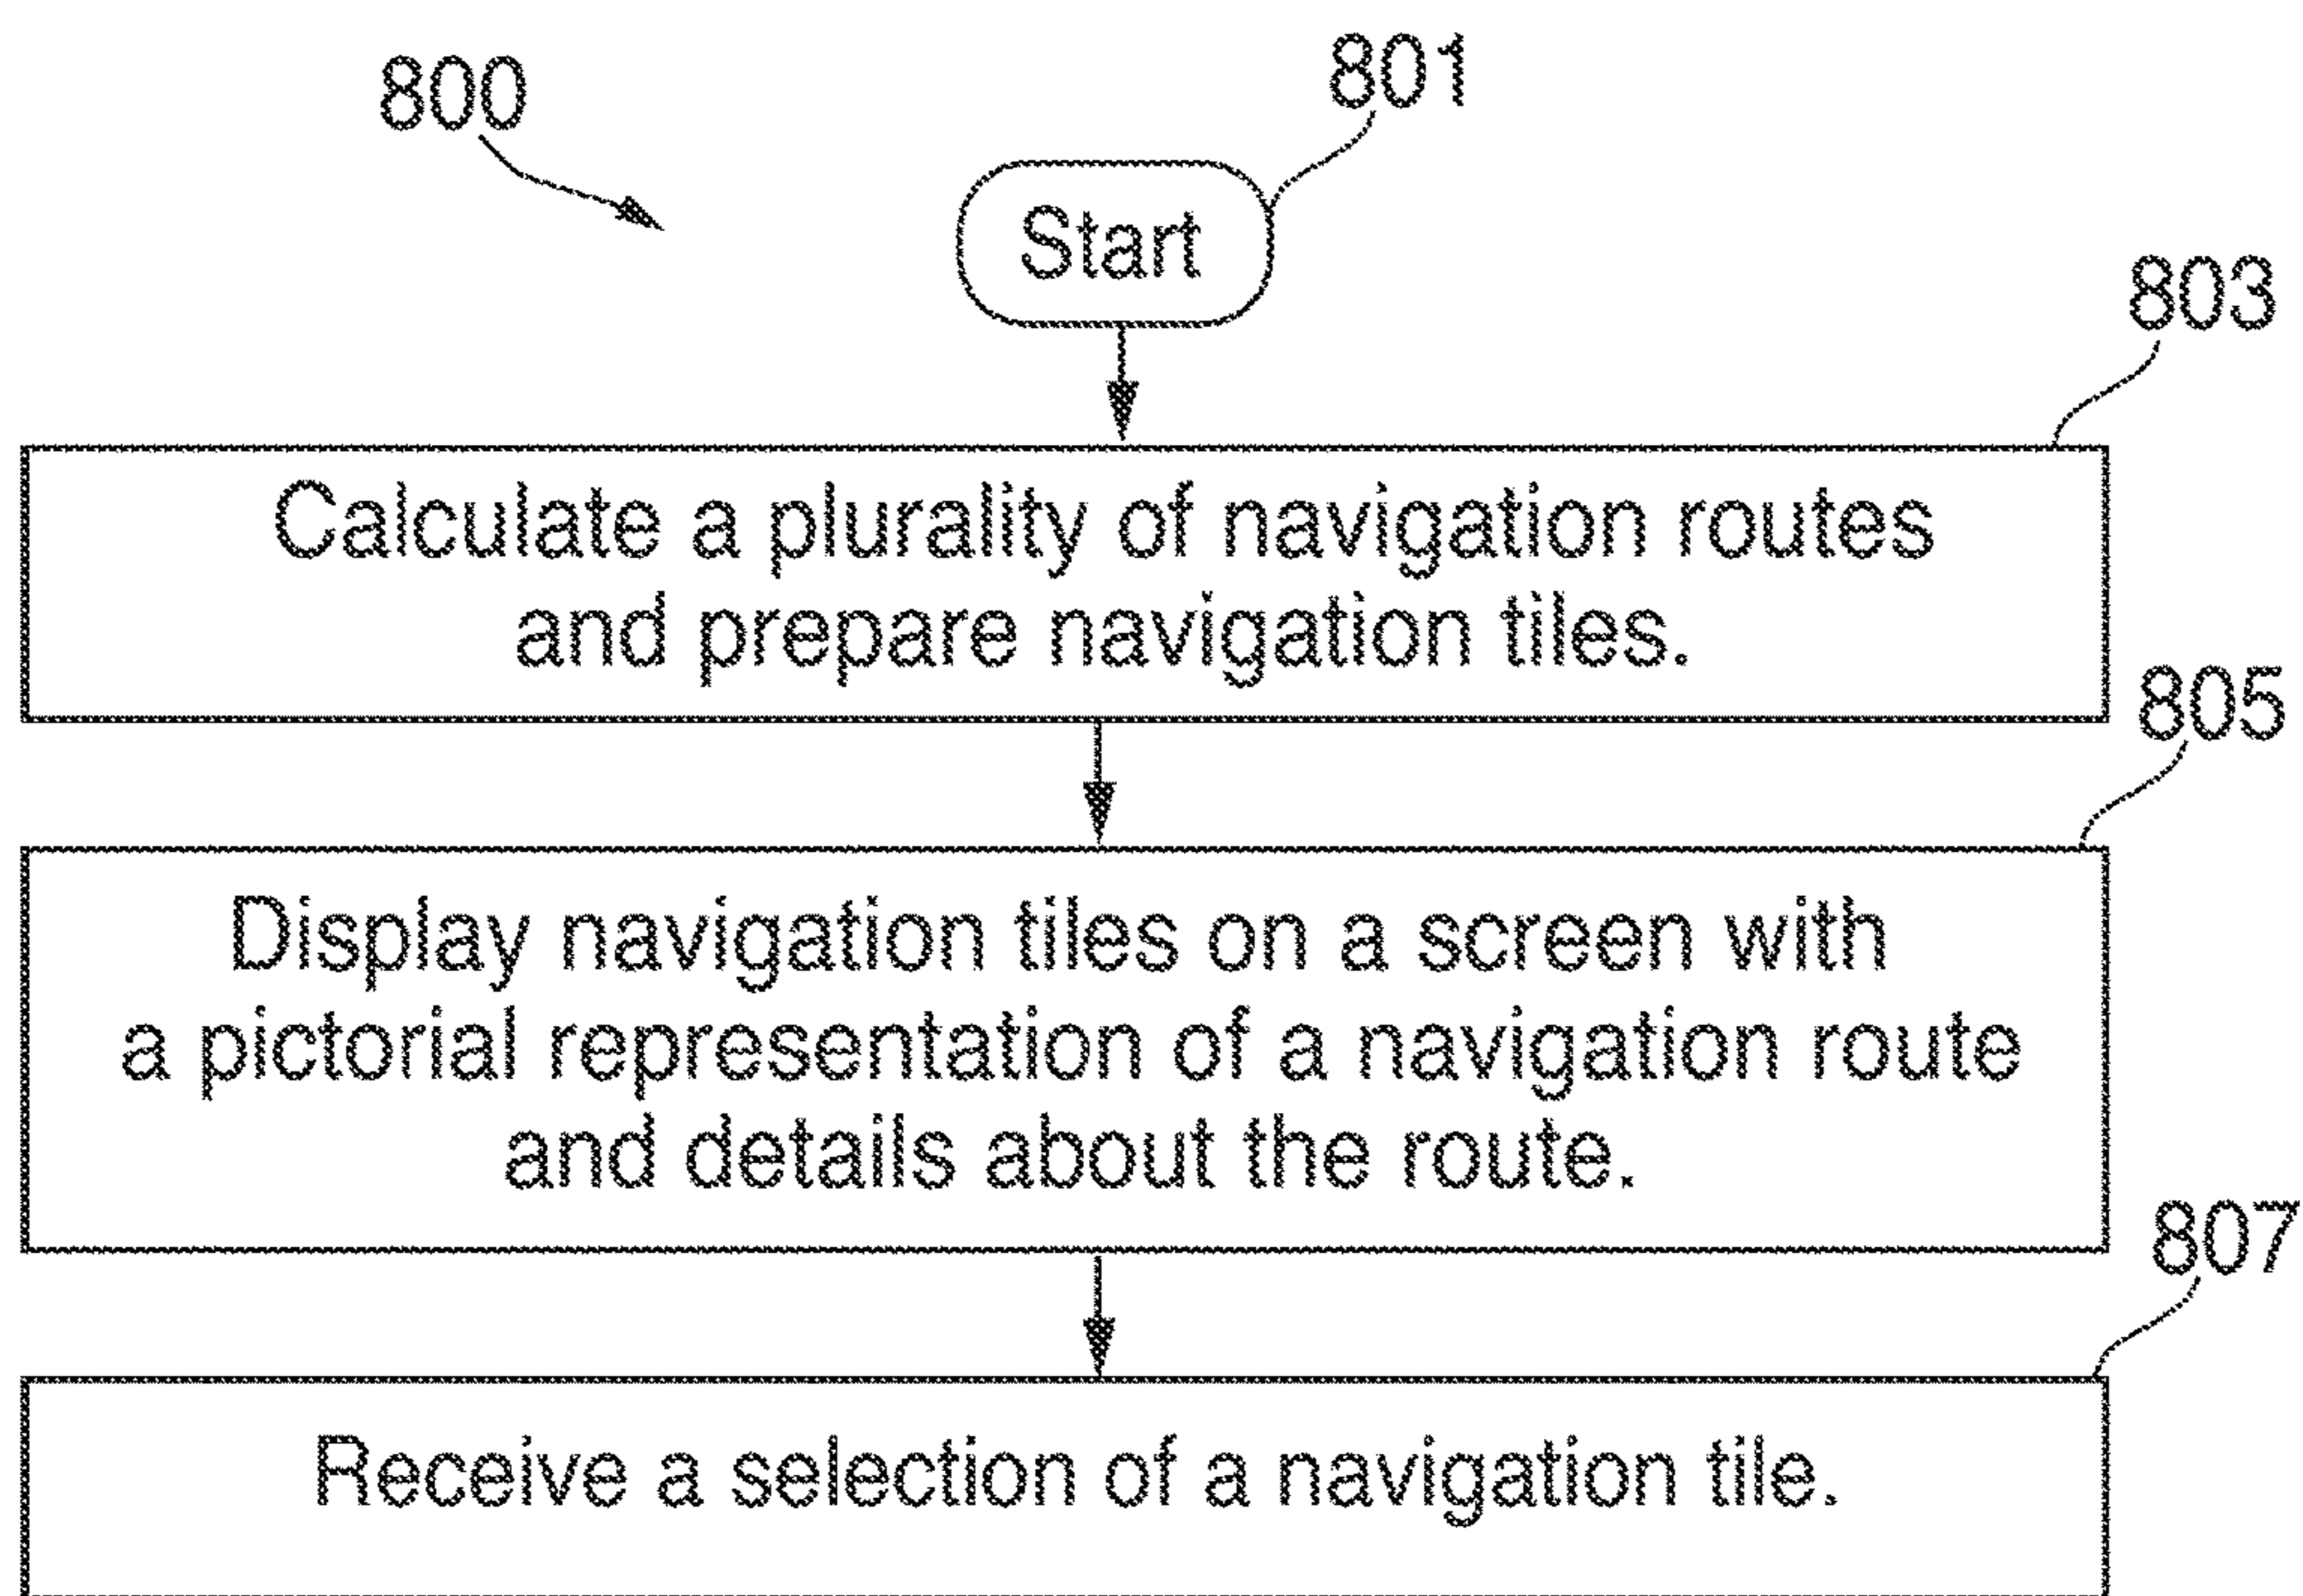 800
801
Start
803
Calculate a plurality of navigation routes
and prepare navigation tiles.
805
Display navigation tiles on a screen with
a pictorial representation of a navigation route
and details about the route.
807
Receive a selection of a navigation tile.